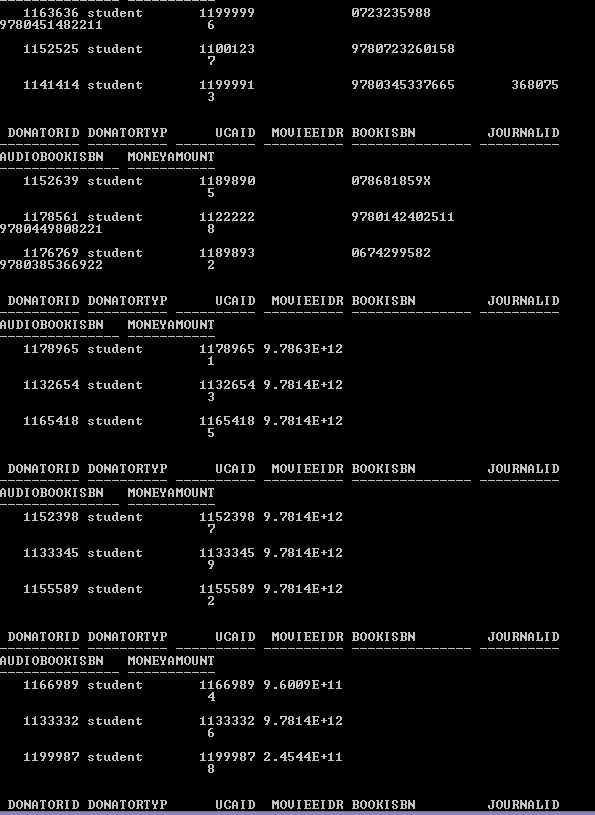 1163636 student 1199999 0723235988
9780451482211 6
1152525 student 1100123 9780723260158
7
1141414 student 1199991 9780345337665 368075
3
DONATORID DONATORTYP UCAID MOVIEEIDR BOOKISBN JOURNALID
AUDIOBOOKISBN MONEYAMOUNT
1152639 student 1189890 078681859X
5
1178561 student 1122222 9780142402511
9780449808221 8
1176769 student 1189893 0674299582
9780385366922 2
DONATORID DONATORTYP UCAID MOVIEEIDR BOOKISBN JOURNALID
AUDIOBOOKISBN MONEYAMOUNT
1178965 student 1178965 9.7863E+12
1
1132654 student 1132654 9.7814E+12
3
1165418 student 1165418 9.7814E+12
5
DONATORID DONATORTYP UCAID MOVIEEIDR BOOKISBN JOURNALID
AUDIOBOOKISBN MONEYAMOUNT
1152398 student 1152398 9.7814E+12
7
1133345 student 1133345 9.7814E+12
9
1155589 student 1155589 9.7814E+12
2
DONATORID DONATORTYP UCAID MOVIEEIDR BOOKISBN JOURNALID
AUDIOBOOKISBN MONEYAMOUNT
1166989 student 1166989 9.6009E+11
4
1133332 student 1133332 9.7814E+12
6
1199987 student 1199987 2.4544E+11
8
DONATORID DONATORTYP UCAID MOVIEEIDR BOOKISBN JOURNALID